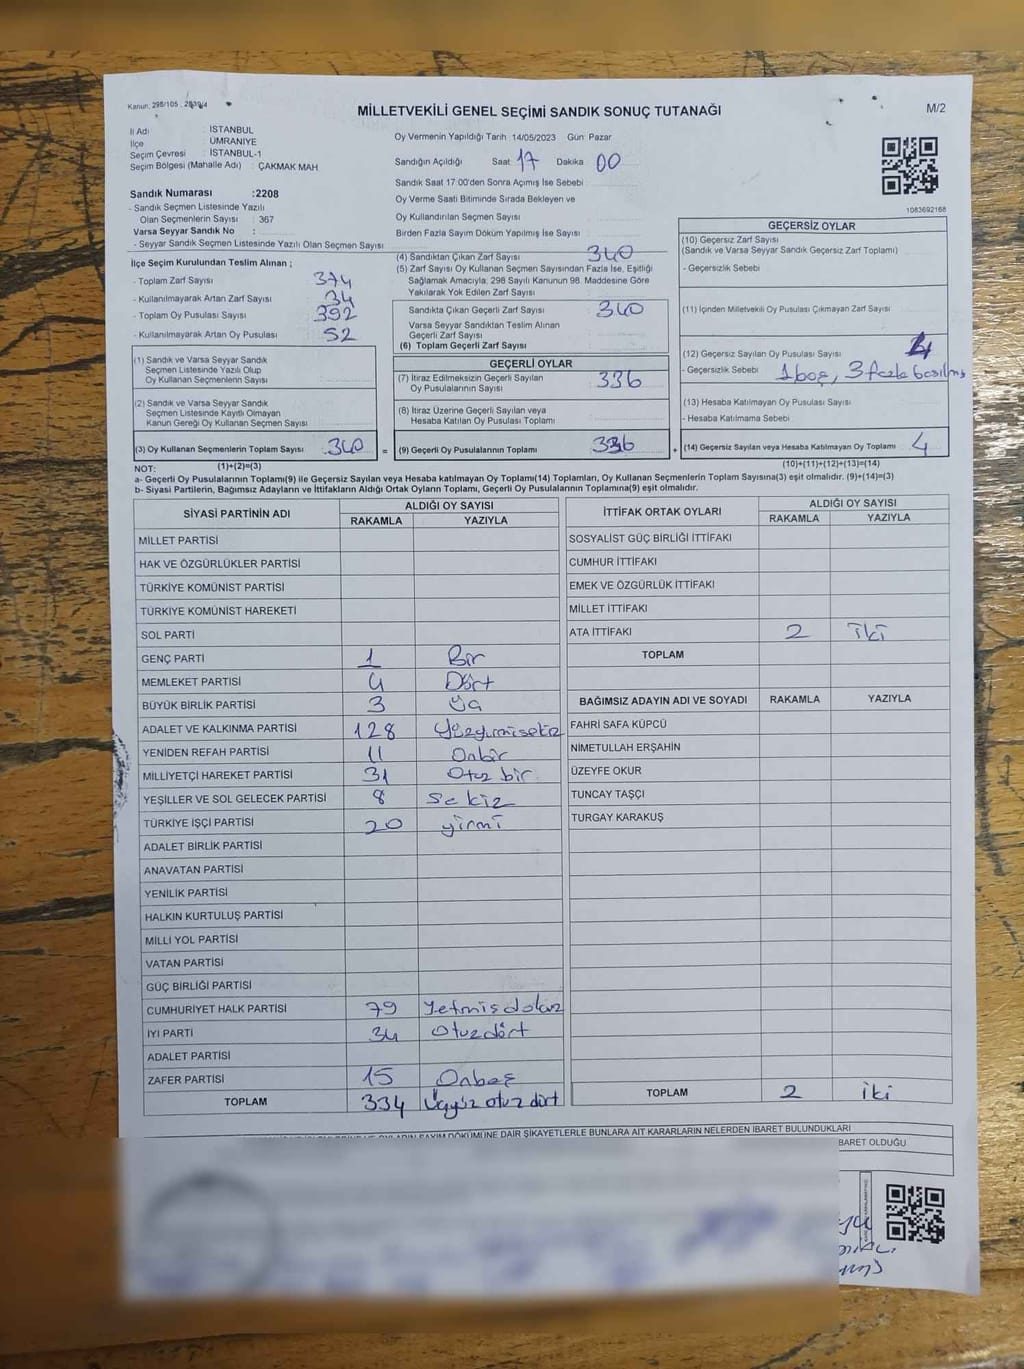 Kanun, 298/105 , 2839/4
MİLLETVEKİLİ GENEL SEÇİMİ SANDIK SONUÇ TUTANAĞI
M/2
İl Adı : İSTANBUL
İlçe : ÜMRANİYE
Seçim Çevresi : İSTANBUL-1
Seçim Bölgesi (Mahalle Adı) : ÇAKMAK MAH
Sandık Numarası :2208
- Sandık Seçmen Listesinde Yazılı
Olan Seçmenlerin Sayısı : 367
Varsa Seyyar Sandık No :
- Seyyar Sandık Seçmen Listesinde Yazılı Olan Seçmen Sayısı
Oy Vermenin Yapıldığı Tarih 14/05/2023 Gün: Pazar
Sandığın Açıldığı Saat 17 Dakika 00
Sandık Saat 17:00'den Sonra Açımış İse Sebebi
Oy Verme Saati Bitiminde Sırada Bekleyen ve
Oy Kullandırılan Seçmen Sayısı
Birden Fazla Sayım Döküm Yapılmış İse Sayısı
1083692168
İlçe Seçim Kurulundan Teslim Alınan ;
- Toplam Zarf Sayısı 374
- Kullanılmayarak Artan Zarf Sayısı 34
- Toplam Oy Pusulası Sayısı 392
- Kullanılmayarak Artan Oy Pusulası 52
(4) Sandıktan Çıkan Zarf Sayısı 340
(5) Zarf Sayısı Oy Kullanan Seçmen Sayısından Fazla İse, Eşitliği
Sağlamak Amacıyla; 298 Sayılı Kanunun 98. Maddesine Göre
Yakılarak Yok Edilen Zarf Sayısı
Sandıkta Çıkan Geçerli Zarf Sayısı 340
Varsa Seyyar Sandıktan Teslim Alınan
Geçerli Zarf Sayısı
(6) Toplam Geçerli Zarf Sayısı
GEÇERSİZ OYLAR
(10) Geçersiz Zarf Sayısı
(Sandık ve Varsa Seyyar Sandık Geçersiz Zarf Toplamı)
- Geçersizlik Sebebi
(11) İçinden Milletvekili Oy Pusulası Çıkmayan Zarf Sayısı
(12) Geçersiz Sayılan Oy Pusulası Sayısı 4
- Geçersizlik Sebebi 1 boş, 3 fazla basılmış
(13) Hesaba Katılmayan Oy Pusulası Sayısı
- Hesaba Katılmama Sebebi
(1) Sandık ve Varsa Seyyar Sandık
Seçmen Listesinde Yazılı Olup
Oy Kullanan Seçmenlerin Sayısı
(2) Sandık ve Varsa Seyyar Sandık
Seçmen Listesinde Kayıtlı Olmayan
Kanun Gereği Oy Kullanan Seçmen Sayısı
GEÇERLİ OYLAR
(7) İtiraz Edilmeksizin Geçerli Sayılan
Oy Pusulalarının Sayısı 336
(8) İtiraz Üzerine Geçerli Sayılan veya
Hesaba Katılan Oy Pusulası Toplamı
(3) Oy Kullanan Seçmenlerin Toplam Sayısı 340 = (9) Geçerli Oy Pusulalarının Toplamı 336 + (14) Geçersiz Sayılan veya Hesaba Katılmayan Oy Toplamı 4
NOT: (1)+(2)=(3) (10)+(11)+(12)+(13)=(14)
a- Geçerli Oy Pusulası Toplamı(9) ile Geçersiz Sayılan veya Hesaba katılmayan Oy Toplamı(14) Toplamları, Oy Kullanan Seçmenlerin Toplam Sayısına(3) eşit olmalıdır. (9)+(14)=(3)
b- Siyasi Partilerin, Bağımsız Adayların ve İttifakların Aldığı Ortak Oyların Toplamı, Geçerli Oy Pusulalarının Toplamına(9) eşit olmalıdır.
SİYASİ PARTİNİN ADI ALDIĞI OY SAYISI
RAKAMLA YAZIYLA
MİLLET PARTİSİ
HAK VE ÖZGÜRLÜKLER PARTİSİ
TÜRKİYE KOMÜNİST PARTİSİ
TÜRKİYE KOMÜNİST HAREKETİ
SOL PARTİ
GENÇ PARTİ 1 Bir
MEMLEKET PARTİSİ 4 Dört
BÜYÜK BİRLİK PARTİSİ 3 Üç
ADALET VE KALKINMA PARTİSİ 128 Yüzyirmisekiz
YENİDEN REFAH PARTİSİ 11 Onbir
MİLLİYETÇİ HAREKET PARTİSİ 31 Otuz bir
YEŞİLLER VE SOL GELECEK PARTİSİ 8 Sekiz
TÜRKİYE İŞÇİ PARTİSİ 20 yirmi
ADALET BİRLİK PARTİSİ
ANAVATAN PARTİSİ
YENİLİK PARTİSİ
HALKIN KURTULUŞ PARTİSİ
MİLLİ YOL PARTİSİ
VATAN PARTİSİ
GÜÇ BİRLİĞİ PARTİSİ
CUMHURİYET HALK PARTİSİ 79 Yetmişdokuz
İYİ PARTİ 34 Otuzdört
ADALET PARTİSİ
ZAFER PARTİSİ 15 Onbeş
TOPLAM 334 Üçyüz otuz dört
İTTİFAK ORTAK OYLARI ALDIĞI OY SAYISI
RAKAMLA YAZIYLA
SOSYALİST GÜÇ BİRLİĞİ İTTİFAKI
CUMHUR İTTİFAKI
EMEK VE ÖZGÜRLÜK İTTİFAKI
MİLLET İTTİFAKI
ATA İTTİFAKI 2 İki
TOPLAM
BAĞIMSIZ ADAYIN ADI VE SOYADI RAKAMLA YAZIYLA
FAHRİ SAFA KÜPCÜ
NİMETULLAH ERŞAHİN
ÜZEYFE OKUR
TUNCAY TAŞÇI
TURGAY KARAKUŞ
TOPLAM 2 iki
SAYIM DÖKÜMÜNE DAİR ŞİKAYETLERLE BUNLARA AİT KARARLARIN NELERDEN İBARET BULUNDUKLARI
BARET OLDUĞU